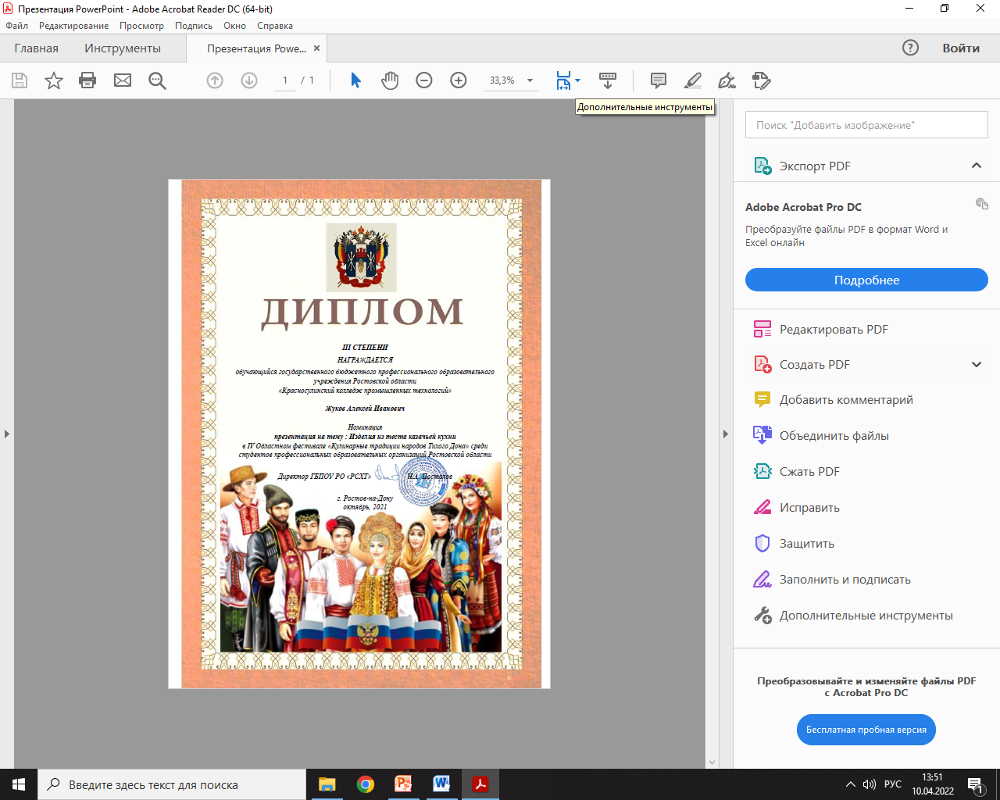 Презентация PowerPoint - Adobe Acrobat Reader DC (64-bit)
Файл Редактирование Просмотр Подпись Окно Справка
Главная Инструменты Презентация Powe... ×
Войти
1 / 1 33,3%
Дополнительные инструменты
Поиск "Добавить изображение"
Экспорт PDF
Adobe Acrobat Pro DC
Преобразуйте файлы PDF в формат Word и
Excel онлайн
Подробнее
Редактировать PDF
Создать PDF
Добавить комментарий
Объединить файлы
Сжать PDF
Исправить
Защитить
Заполнить и подписать
Дополнительные инструменты
Преобразовывайте и изменяйте файлы PDF
с Acrobat Pro DC
Бесплатная пробная версия
ДИПЛОМ
III СТЕПЕНИ
НАГРАЖДАЕТСЯ
обучающийся государственного бюджетного профессионального образовательного
учреждения Ростовской области
«Красносулинский колледж промышленных технологий»
Жуков Алексей Иванович
Номинация
презентация на тему : Изделия из теста казачьей кухни
в IV Областном фестивале «Кулинарные традиции народов Тихого Дона» среди
студентов профессиональных образовательных организаций Ростовской области
Директор ГБПОУ РО «РСХТ» Н.А.
г. Ростов-на-Дону
октябрь, 2021
Введите здесь текст для поиска
РУС
13:51
10.04.2022
1